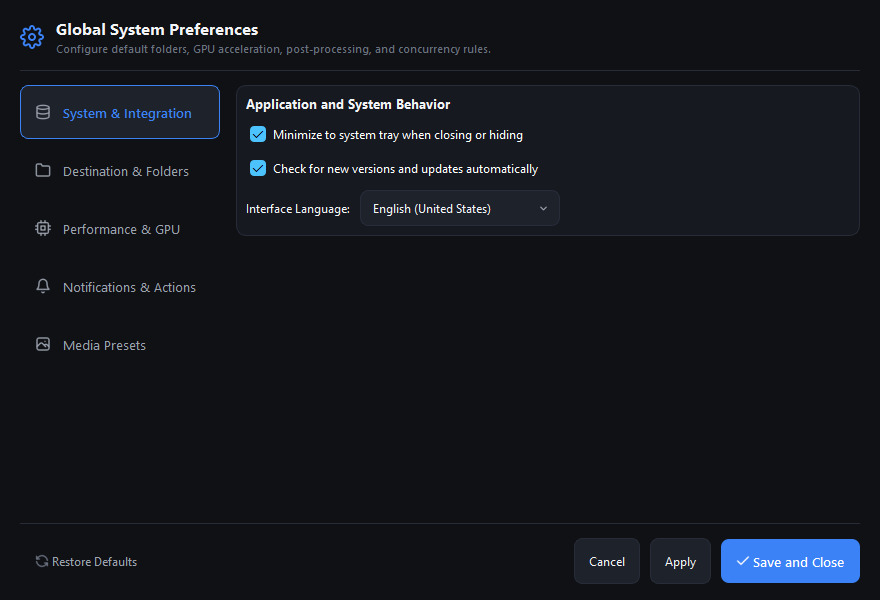 Global System Preferences
Configure default folders, GPU acceleration, post-processing, and concurrency rules.
System & Integration
Destination & Folders
Performance & GPU
Notifications & Actions
Media Presets
Application and System Behavior
Minimize to system tray when closing or hiding
Check for new versions and updates automatically
Interface Language: English (United States)
Restore Defaults
Cancel
Apply
Save and Close